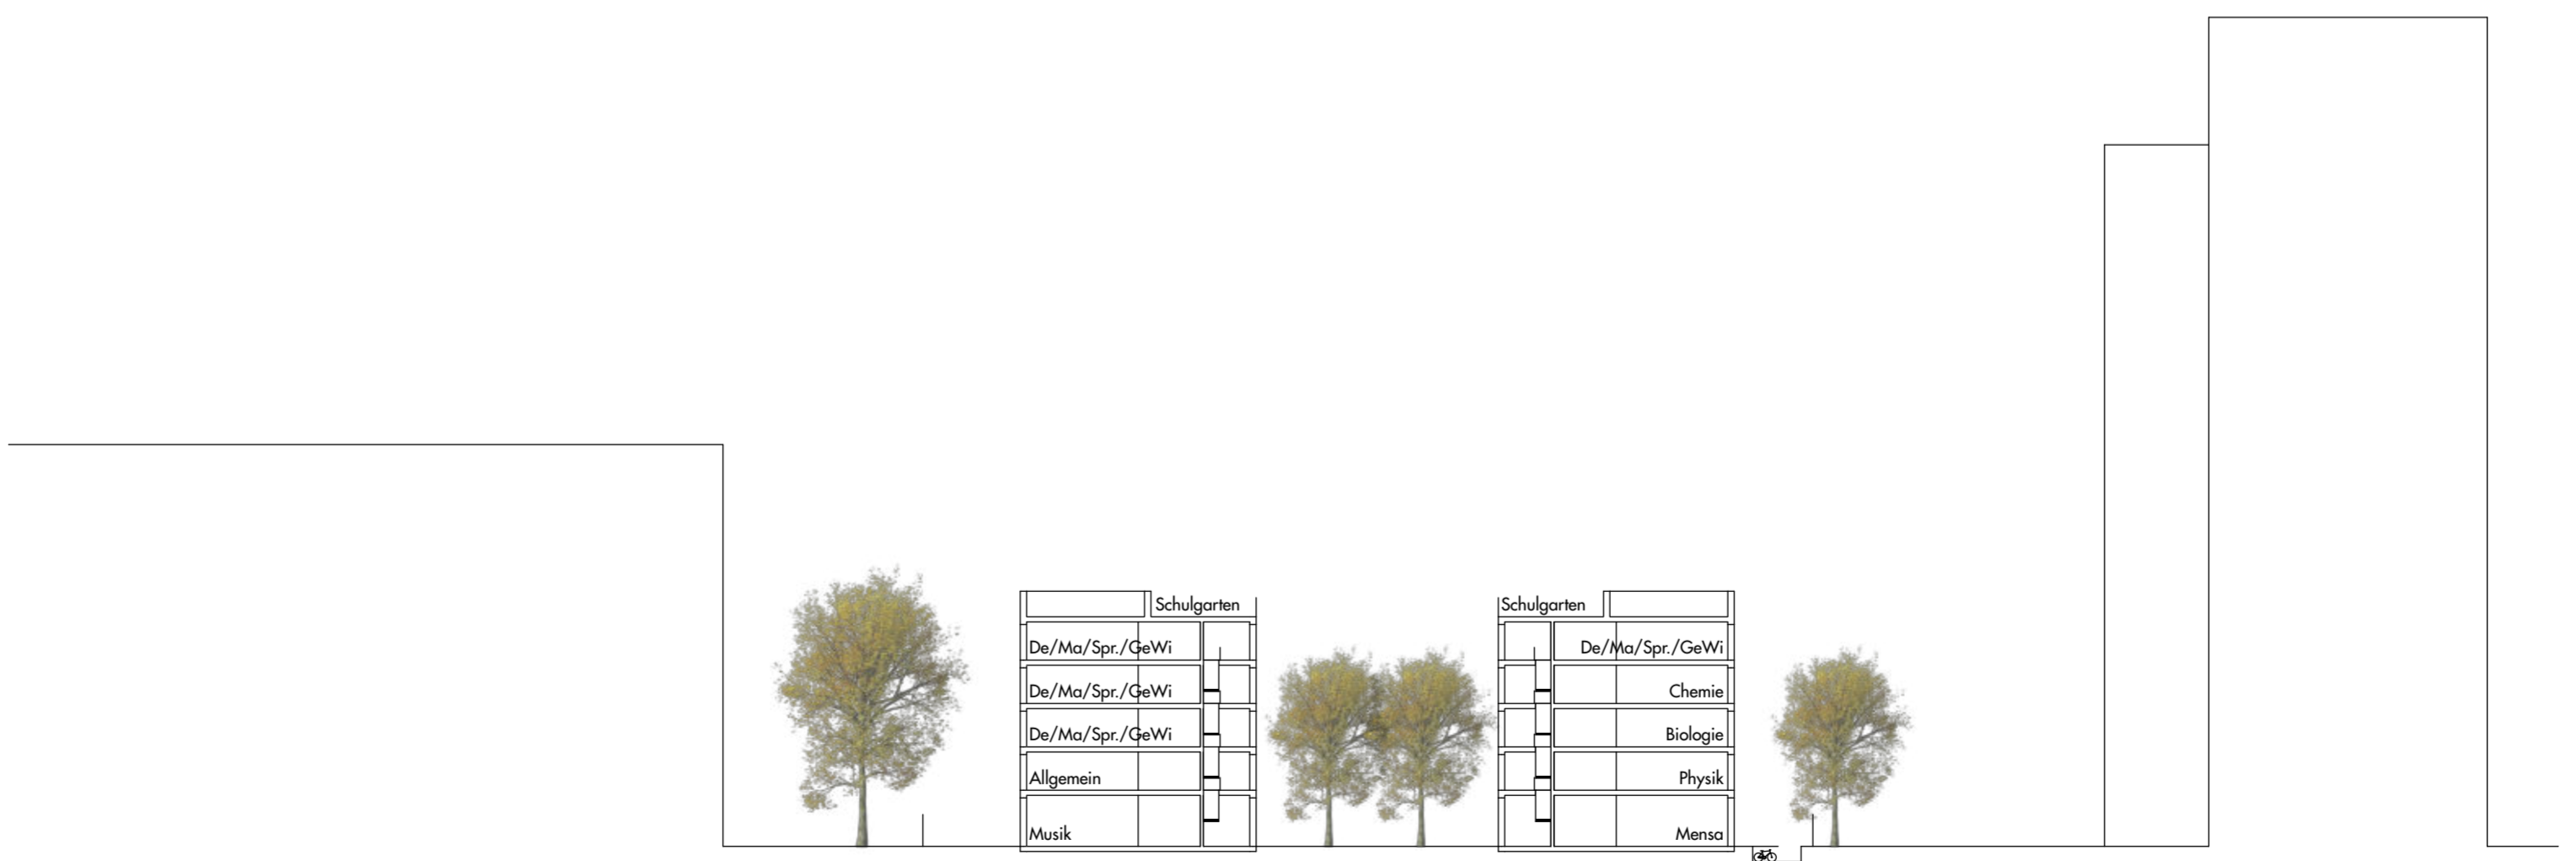 Schulgarten
De/Ma/Spr./GeWi
De/Ma/Spr./GeWi
De/Ma/Spr./GeWi
Allgemein
Musik
Schulgarten
De/Ma/Spr./GeWi
Chemie
Biologie
Physik
Mensa